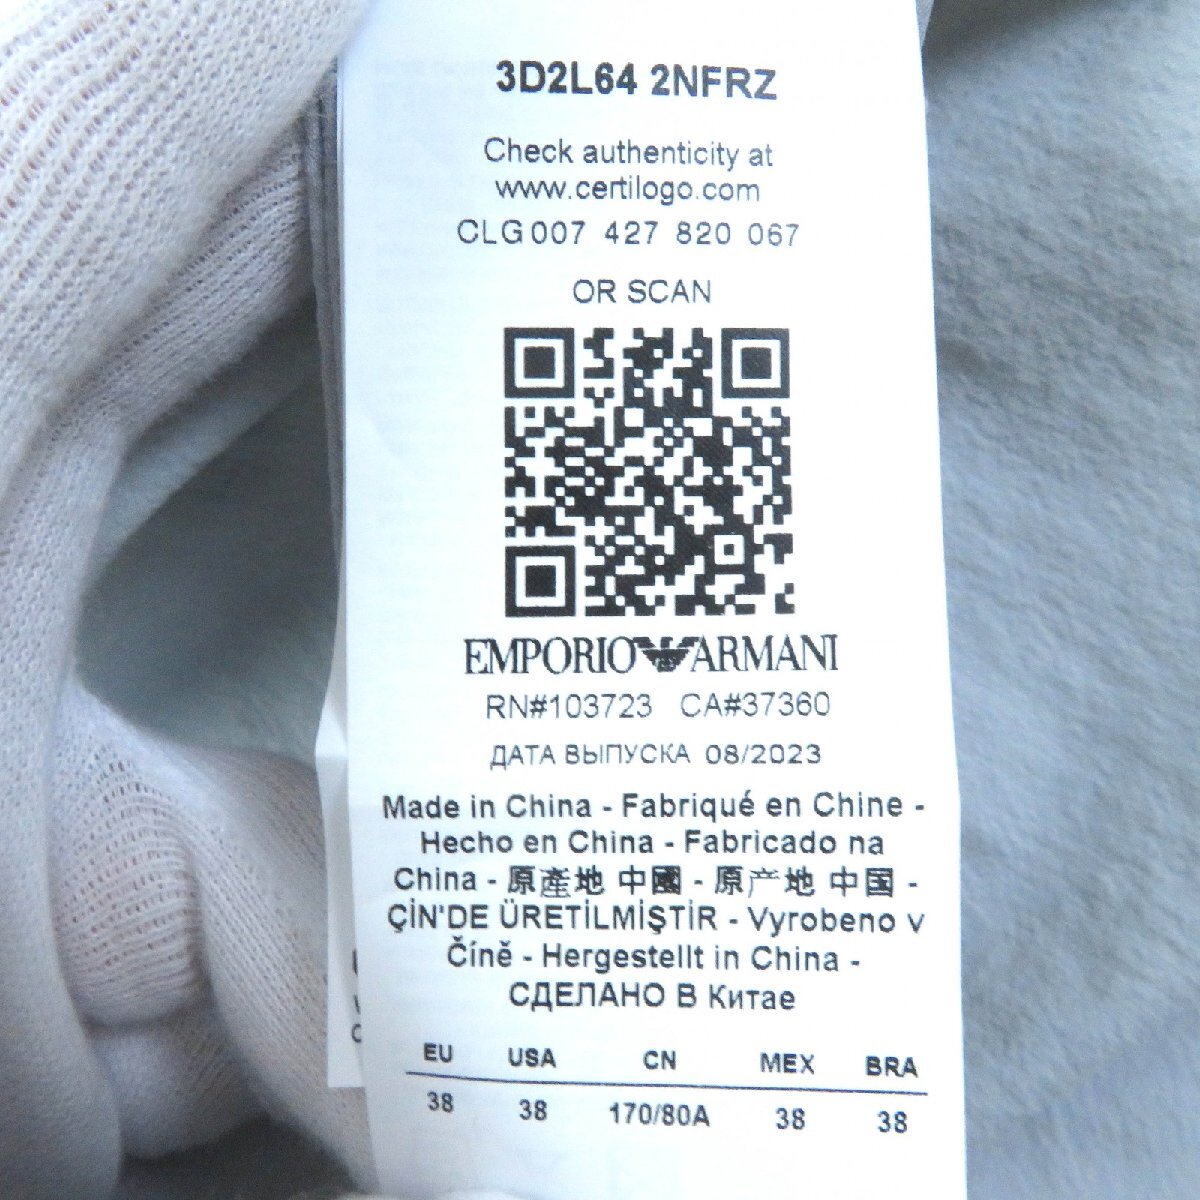 3D2L64 2NFRZ
Check authenticity at
www.certilogo.com
CLG007 427 820 067
OR SCAN
EMPORIO ARMANI
RN#103723 CA#37360
ДАТА ВЫПУСКА 08/2023
Made in China - Fabriqué en Chine -
Hecho en China - Fabricado na
China - 原產地 中國 - 原产地 中国 -
ÇİN'DE ÜRETİLMİŞTİR - Vyrobeno v
Číně - Hergestellt in China -
СДЕЛАНО В Китае
EU USA CN MEX BRA
38 38 170/80A 38 38